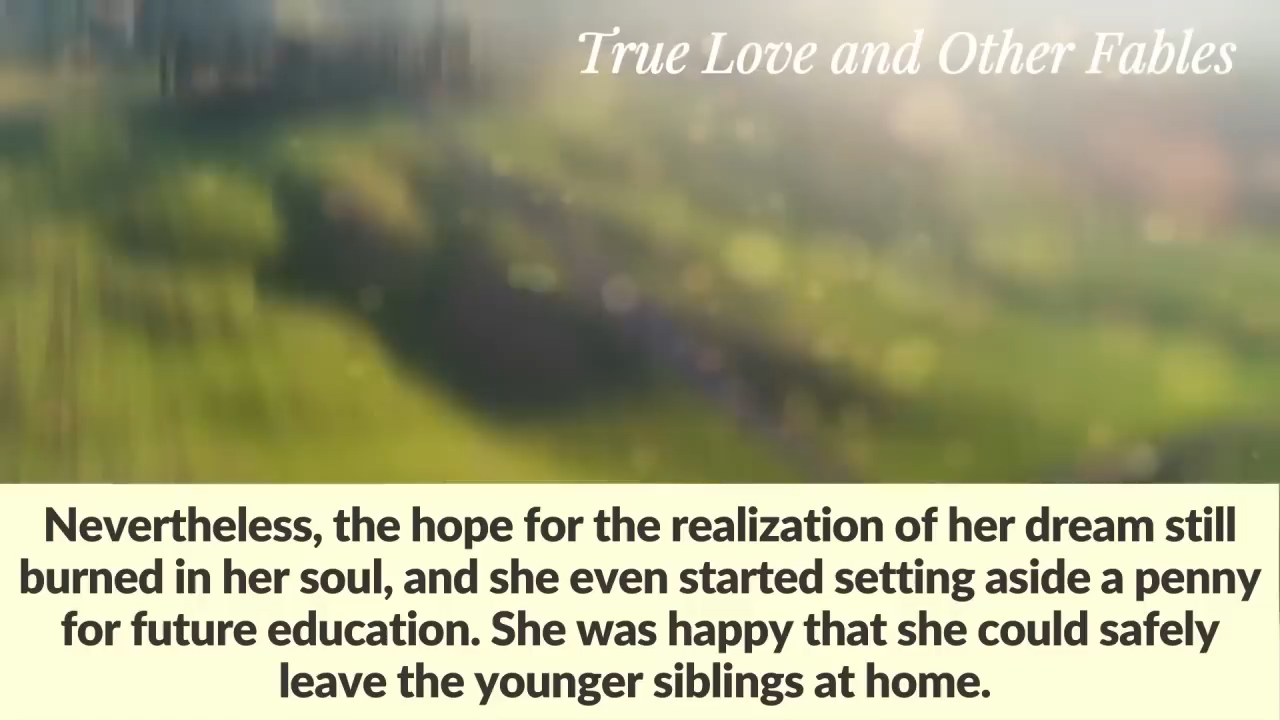 True Love and Other Fables
Nevertheless, the hope for the realization of her dream still
burned in her soul, and she even started setting aside a penny
for future education. She was happy that she could safely
leave the younger siblings at home.